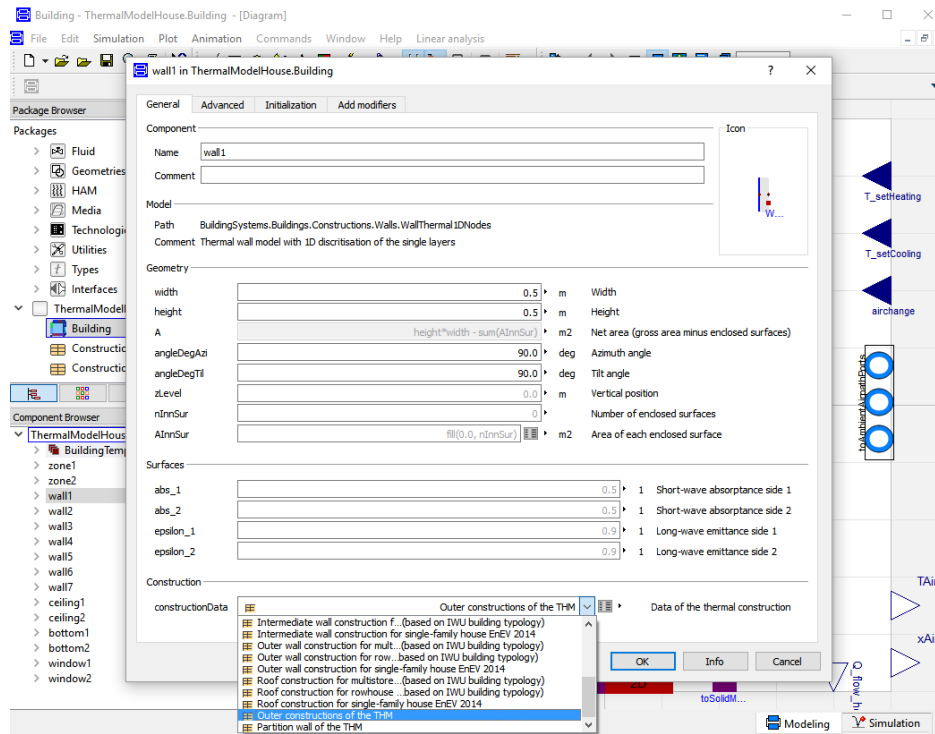 Building - ThermalModelHouse.Building - [Diagram]
File Edit Simulation Plot Animation Commands Window Help Linear analysis
wall1 in ThermalModelHouse.Building
? 
Package Browser
Packages
Fluid
Geometries
HAM
Media
Technologi
Utilities
Types
Interfaces
ThermalModelI
Building
Constructic
Constructic
Component Browser
ThermalModelHous
BuildingTemp
zone1
zone2
wall1
wall2
wall3
wall4
wall5
wall6
wall7
ceiling1
ceiling2
bottom1
bottom2
window1
window2
General Advanced Initialization Add modifiers
Component
Name wall1
Comment
Icon
W...
Model
Path BuildingSystems.Buildings.Constructions.Walls.WallThermal1DNodes
Comment Thermal wall model with 1D discritisation of the single layers
Geometry
width 0.5 m Width
height 0.5 m Height
A height*width - sum(AInnSur) m2 Net area (gross area minus enclosed surfaces)
angleDegAzi 90.0 deg Azimuth angle
angleDegTil 90.0 deg Tilt angle
zLevel 0.0 m Vertical position
nInnSur 0 Number of enclosed surfaces
AInnSur fill(0.0, nInnSur) m2 Area of each enclosed surface
Surfaces
abs_1 0.5 1 Short-wave absorptance side 1
abs_2 0.5 1 Short-wave absorptance side 2
epsilon_1 0.9 1 Long-wave emittance side 1
epsilon_2 0.9 1 Long-wave emittance side 2
Construction
constructionData Outer constructions of the THM Data of the thermal construction
Intermediate wall construction f...(based on IWU building typology)
Intermediate wall construction for single-family house EnEV 2014
Outer wall construction for mult...(based on IWU building typology)
Outer wall construction for row...based on IWU building typology)
Outer wall construction for single-family house EnEV 2014
Roof construction for multistore...(based on IWU building typology)
Roof construction for rowhouse ...(based on IWU building typology)
Roof construction for single-family house EnEV 2014
Outer constructions of the THM
Partition wall of the THM
OK Info Cancel
T_setHeating
T_setCooling
airchange
toAmbientAirpathPorts
TAi
xAi
Q_flow_h
toSolidM...
Modeling Simulation